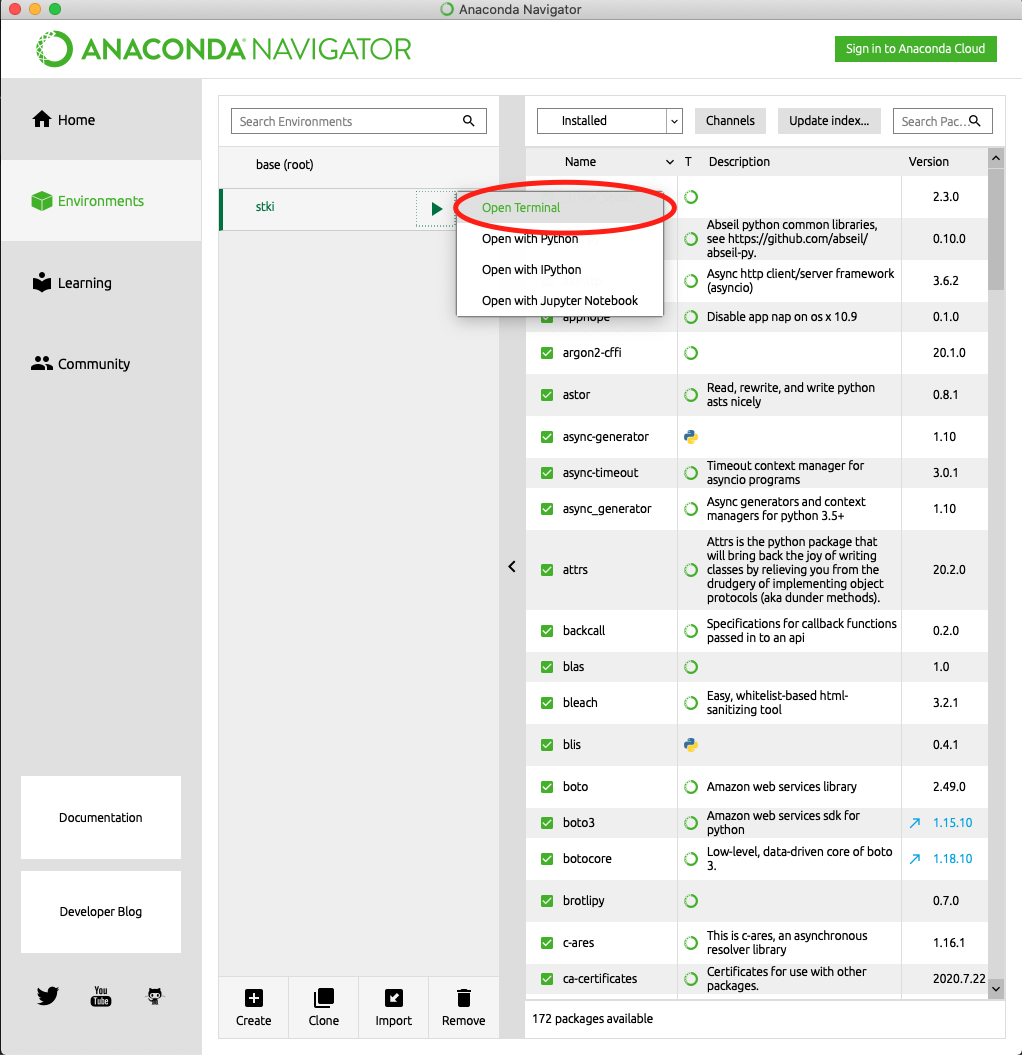 Anaconda Navigator
ANACONDA NAVIGATOR
Sign in to Anaconda Cloud
Home
Environments
Learning
Community
Documentation
Developer Blog
You
Tube
Search Environments
base (root)
stki
Open Terminal
Open with Python
Open with IPython
Open with Jupyter Notebook
Create
Clone
Import
Remove
Installed
Channels
Update index...
Search Pac...
Name T Description Version
2.3.0
Abseil python common libraries,
see https://github.com/abseil/
abseil-py.
0.10.0
Async http client/server framework
(asyncio)
3.6.2
appnope Disable app nap on os x 10.9 0.1.0
argon2-cffi 20.1.0
astor
Read, rewrite, and write python
asts nicely
0.8.1
async-generator 1.10
async-timeout
Timeout context manager for
asyncio programs
3.0.1
async_generator
Async generators and context
managers for python 3.5+
1.10
attrs
Attrs is the python package that
will bring back the joy of writing
classes by relieving you from the
drudgery of implementing object
protocols (aka dunder methods).
20.2.0
backcall
Specifications for callback functions
passed in to an api
0.2.0
blas 1.0
bleach
Easy, whitelist-based html-
sanitizing tool
3.2.1
blis 0.4.1
boto Amazon web services library 2.49.0
boto3
Amazon web services sdk for
python
1.15.10
botocore
Low-level, data-driven core of boto
3.
1.18.10
brotlipy 0.7.0
c-ares
This is c-ares, an asynchronous
resolver library
1.16.1
ca-certificates
Certificates for use with other
packages.
2020.7.22
172 packages available